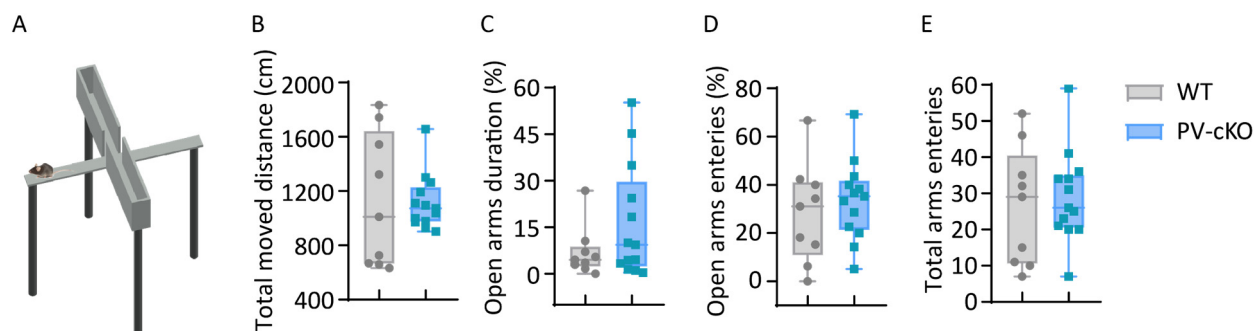 A
B
C
D
E
Total moved distance (cm)
2000
1600
1200
800
400
Open arms duration (%)
60
45
30
15
0
Open arms enteries (%)
80
60
40
20
0
Total arms enteries
60
50
40
30
20
10
0
WT
PV-cKO